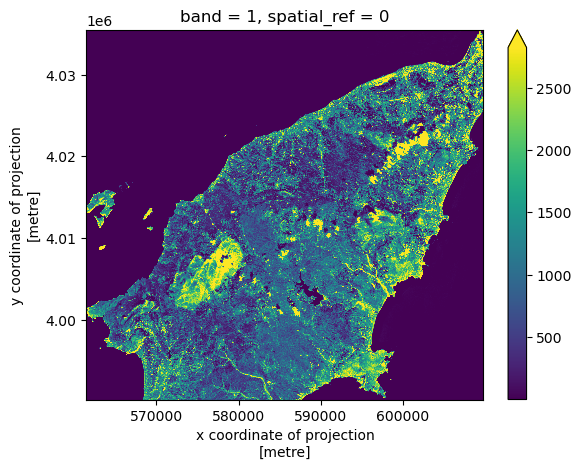 band = 1, spatial_ref = 0
1e6
4.03
4.02
4.01
4.00
y coordinate of projection
[metre]
570000 580000 590000 600000
x coordinate of projection
[metre]
2500
2000
1500
1000
500